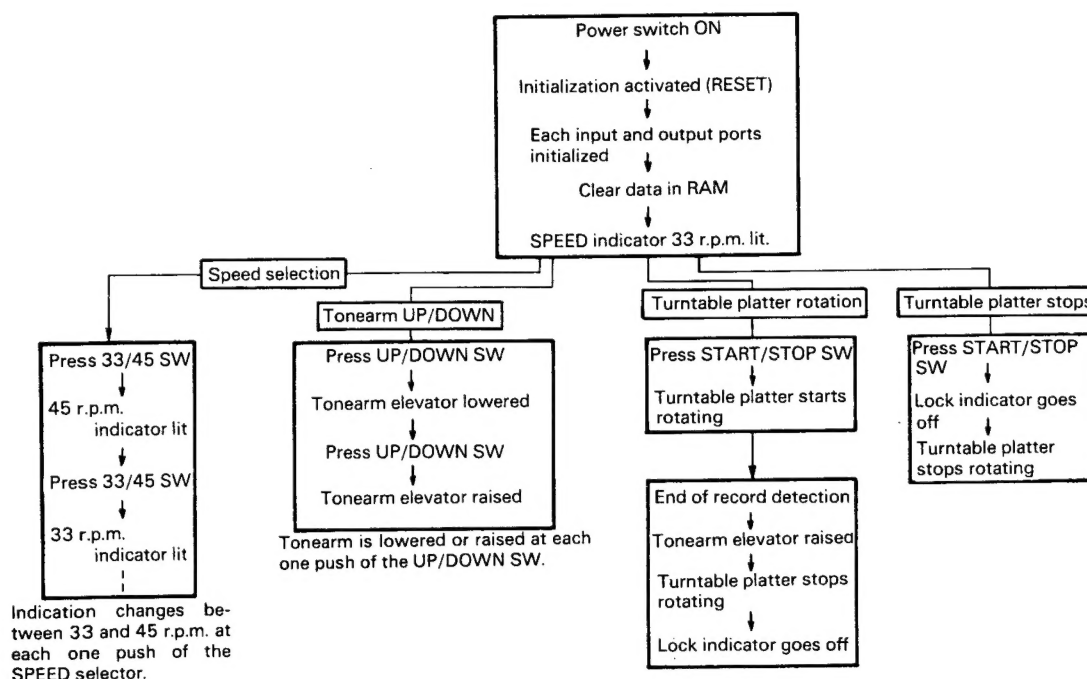 Power switch ON
Initialization activated (RESET)
Each input and output ports
initialized
Clear data in RAM
SPEED indicator 33 r.p.m. lit.
Speed selection
Press 33/45 SW
45 r.p.m.
indicator lit
Press 33/45 SW
33 r.p.m.
indicator lit
Indication changes be-
tween 33 and 45 r.p.m. at
each one push of the
SPEED selector.
Tonearm UP/DOWN
Press UP/DOWN SW
Tonearm elevator lowered
Press UP/DOWN SW
Tonearm elevator raised
Tonearm is lowered or raised at each
one push of the UP/DOWN SW.
Turntable platter rotation
Press START/STOP SW
Turntable platter starts
rotating
End of record detection
Tonearm elevator raised
Turntable platter stops
rotating
Lock indicator goes off
Turntable platter stops
Press START/STOP
SW
Lock indicator goes
off
Turntable platter
stops rotating